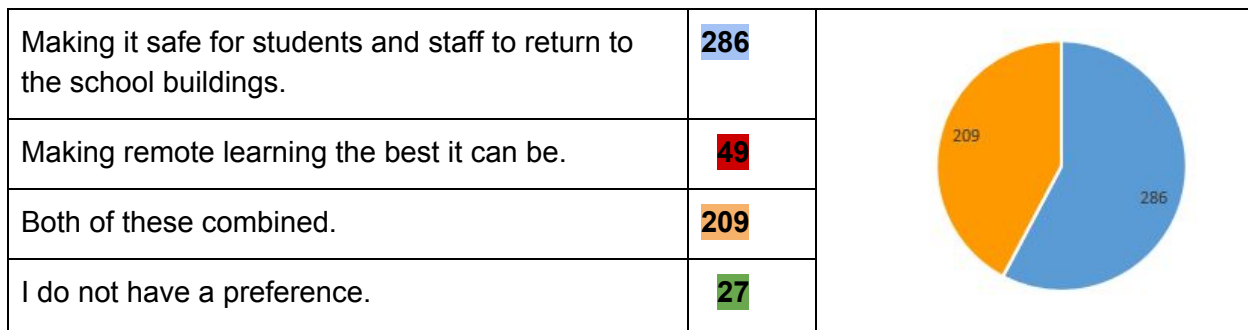 Making it safe for students and staff to return to
the school buildings.
286
Making remote learning the best it can be.
49
Both of these combined.
209
I do not have a preference.
27
209
286